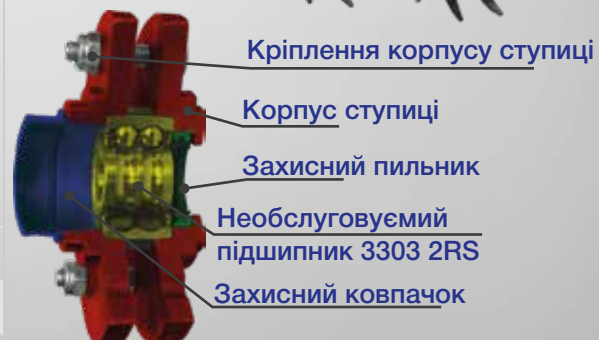 Кріплення корпусу ступиці
Корпус ступиці
Захисний пильник
Необслуговуємий
підшипник 3303 2RS
Захисний ковпачок